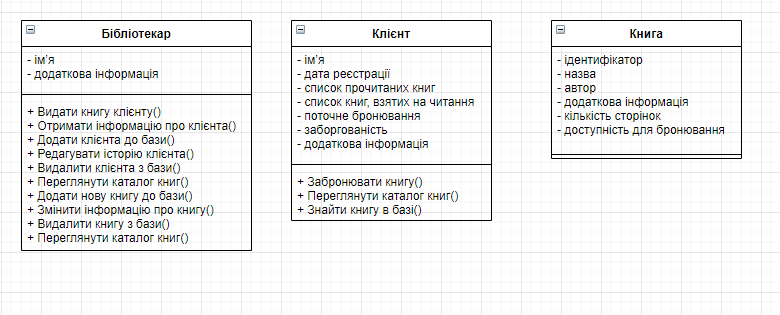 Бібліотекар
- ім’я
- додаткова інформація
+ Видати книгу клієнту()
+ Отримати інформацію про клієнта()
+ Додати клієнта до бази()
+ Редагувати історію клієнта()
+ Видалити клієнта з бази()
+ Переглянути каталог книг()
+ Додати нову книгу до бази()
+ Змінити інформацію про книгу()
+ Видалити книгу з бази()
+ Переглянути каталог книг()
Клієнт
- ім’я
- дата реєстрації
- список прочитаних книг
- список книг, взятих на читання
- поточне бронювання
- заборгованість
- додаткова інформація
+ Забронювати книгу()
+ Переглянути каталог книг()
+ Знайти книгу в базі()
Книга
- ідентифікатор
- назва
- автор
- додаткова інформація
- кількість сторінок
- доступність для бронювання